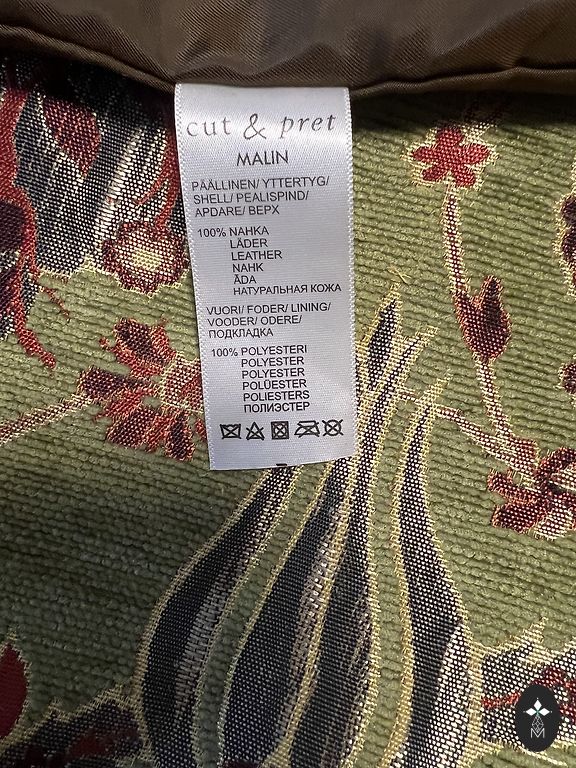 cut & pret
MALIN
PÄÄLLINEN/ YTTERTYG/
SHELL/ PEALISPIND/
APDARE/ ВЕРХ
100% NAHKA
LÄDER
LEATHER
NAHK
ĀDA
НАТУРАЛЬНАЯ КОЖА
VUORI/ FODER/ LINING/
VOODER/ ODERE/
ПОДКЛАДКА
100% POLYESTERI
POLYESTER
POLYESTER
POLÜESTER
POLIESTERS
ПОЛИЭСТЕР
M